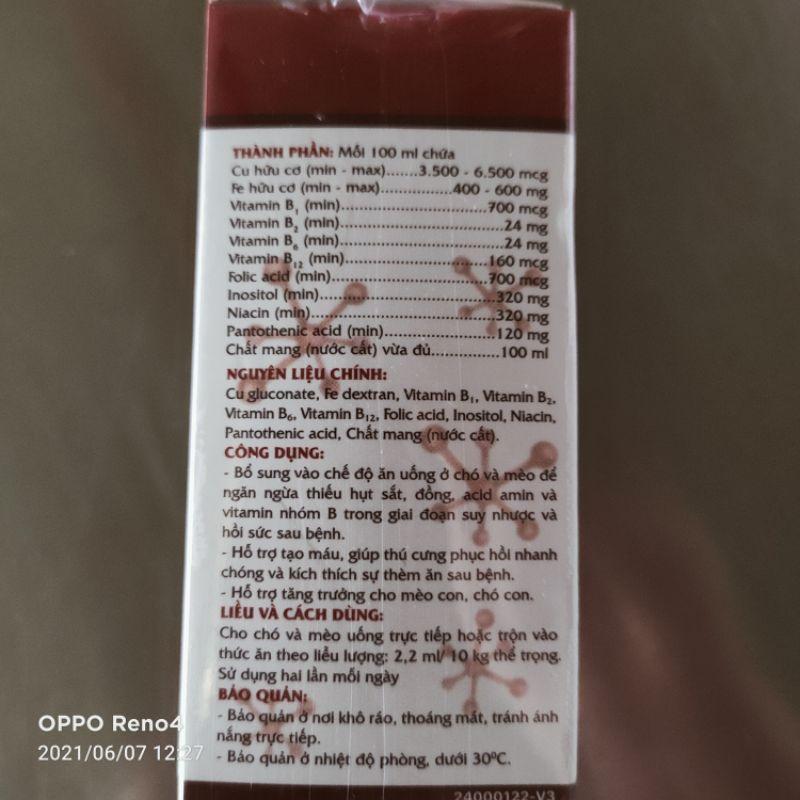 THÀNH PHẦN: Mỗi 100 ml chứa
Cu hữu cơ (min - max).......3.500 - 6.500 mcg
Fe hữu cơ (min - max)...............400 - 600 mg
Vitamin B₁ (min)..............................700 mcg
Vitamin B₂ (min)..................................24 mg
Vitamin B₆ (min)..................................24 mg
Vitamin B₁₂ (min).............................160 mcg
Folic acid (min)................................700 mcg
Inositol (min)....................................320 mg
Niacin (min)......................................320 mg
Pantothenic acid (min).......................120 mg
Chất mang (nước cất) vừa đủ..............100 ml
NGUYÊN LIỆU CHÍNH:
Cu gluconate, Fe dextran, Vitamin B₁, Vitamin B₂,
Vitamin B₆, Vitamin B₁₂, Folic acid, Inositol, Niacin,
Pantothenic acid, Chất mang (nước cất).
CÔNG DỤNG:
- Bổ sung vào chế độ ăn uống ở chó và mèo để
ngăn ngừa thiếu hụt sắt, đồng, acid amin và
vitamin nhóm B trong giai đoạn suy nhược và
hồi sức sau bệnh.
- Hỗ trợ tạo máu, giúp thú cưng phục hồi nhanh
chóng và kích thích sự thèm ăn sau bệnh.
- Hỗ trợ tăng trưởng cho mèo con, chó con.
LIỀU VÀ CÁCH DÙNG:
Cho chó và mèo uống trực tiếp hoặc trộn vào
thức ăn theo liều lượng: 2,2 ml/ 10 kg thể trọng.
Sử dụng hai lần mỗi ngày
BẢO QUẢN:
- Bảo quản ở nơi khô ráo, thoáng mát, tránh ánh
nắng trực tiếp.
- Bảo quản ở nhiệt độ phòng, dưới 30⁰C.
24000122-V3
OPPO Reno4
2021/06/07 12:27